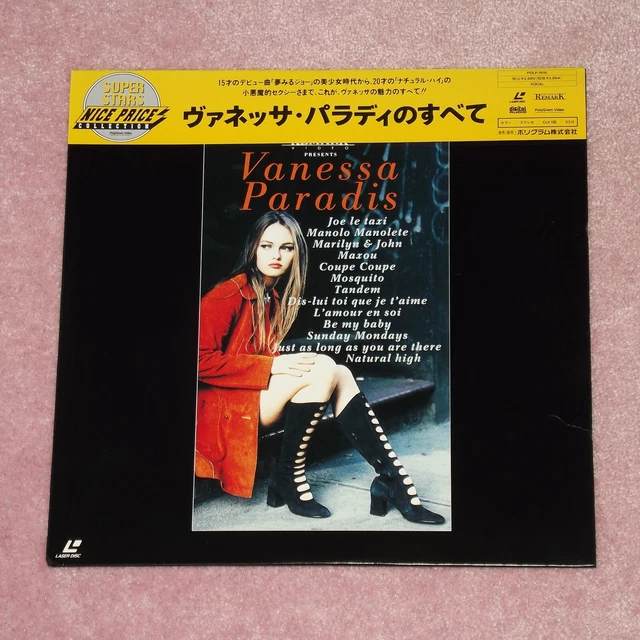 SUPER
STARS
NICE PRICE
COLLECTION
15才のデビュー曲「夢みるジョー」の美少女時代から、20才の「ナチュラル・ハイ」の
小悪魔的セクシーさまで、これが、ヴァネッサの魅力のすべて!!
ヴァネッサ・パラディのすべて
VOCAL
REMARK
PolyGram Video
ポリグラム株式会社
VIDEO
PRESENTS
Vanessa
Paradis
Joe le taxi
Manolo Manolete
Marilyn & John
Maxou
Coupe Coupe
Mosquito
Tandem
Dis-lui toi que je t'aime
L'amour en soi
Be my baby
Sunday Mondays
Just as long as you are there
Natural high
LASER DISC